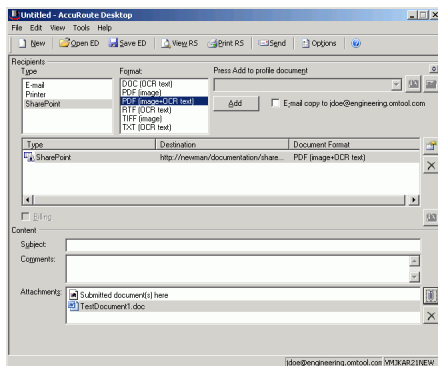 Untitled - AccuRoute Desktop
File Edit View Tools Help
New Open ED Save ED View RS Print RS Send Options
Recipients
Type Format Press Add to profile document
E-mail
Printer
SharePoint
DOC (OCR text)
PDF (image)
PDF (image+OCR text)
RTF (OCR text)
TIFF (image)
TXT (OCR text)
Add E-mail copy to jdoe@engineering.omtool.com
Type Destination Document Format
SharePoint http://newman/documentation/share... PDF (image+OCR text)
Billing
Content
Subject:
Comments:
Attachments: Submitted document(s) here
TestDocument1.doc
jdoe@engineering.omtool.com VMJKAR21NEW